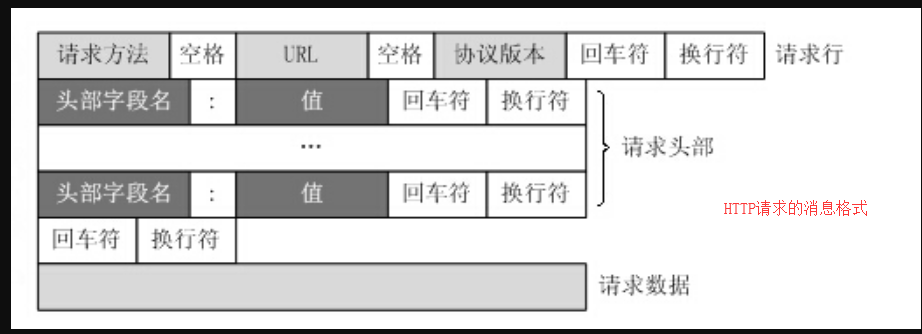 请求方法 空格 URL 空格 协议版本 回车符 换行符 请求行
头部字段名 : 值 回车符 换行符
… 请求头部
头部字段名 : 值 回车符 换行符
HTTP请求的消息格式
回车符 换行符
请求数据